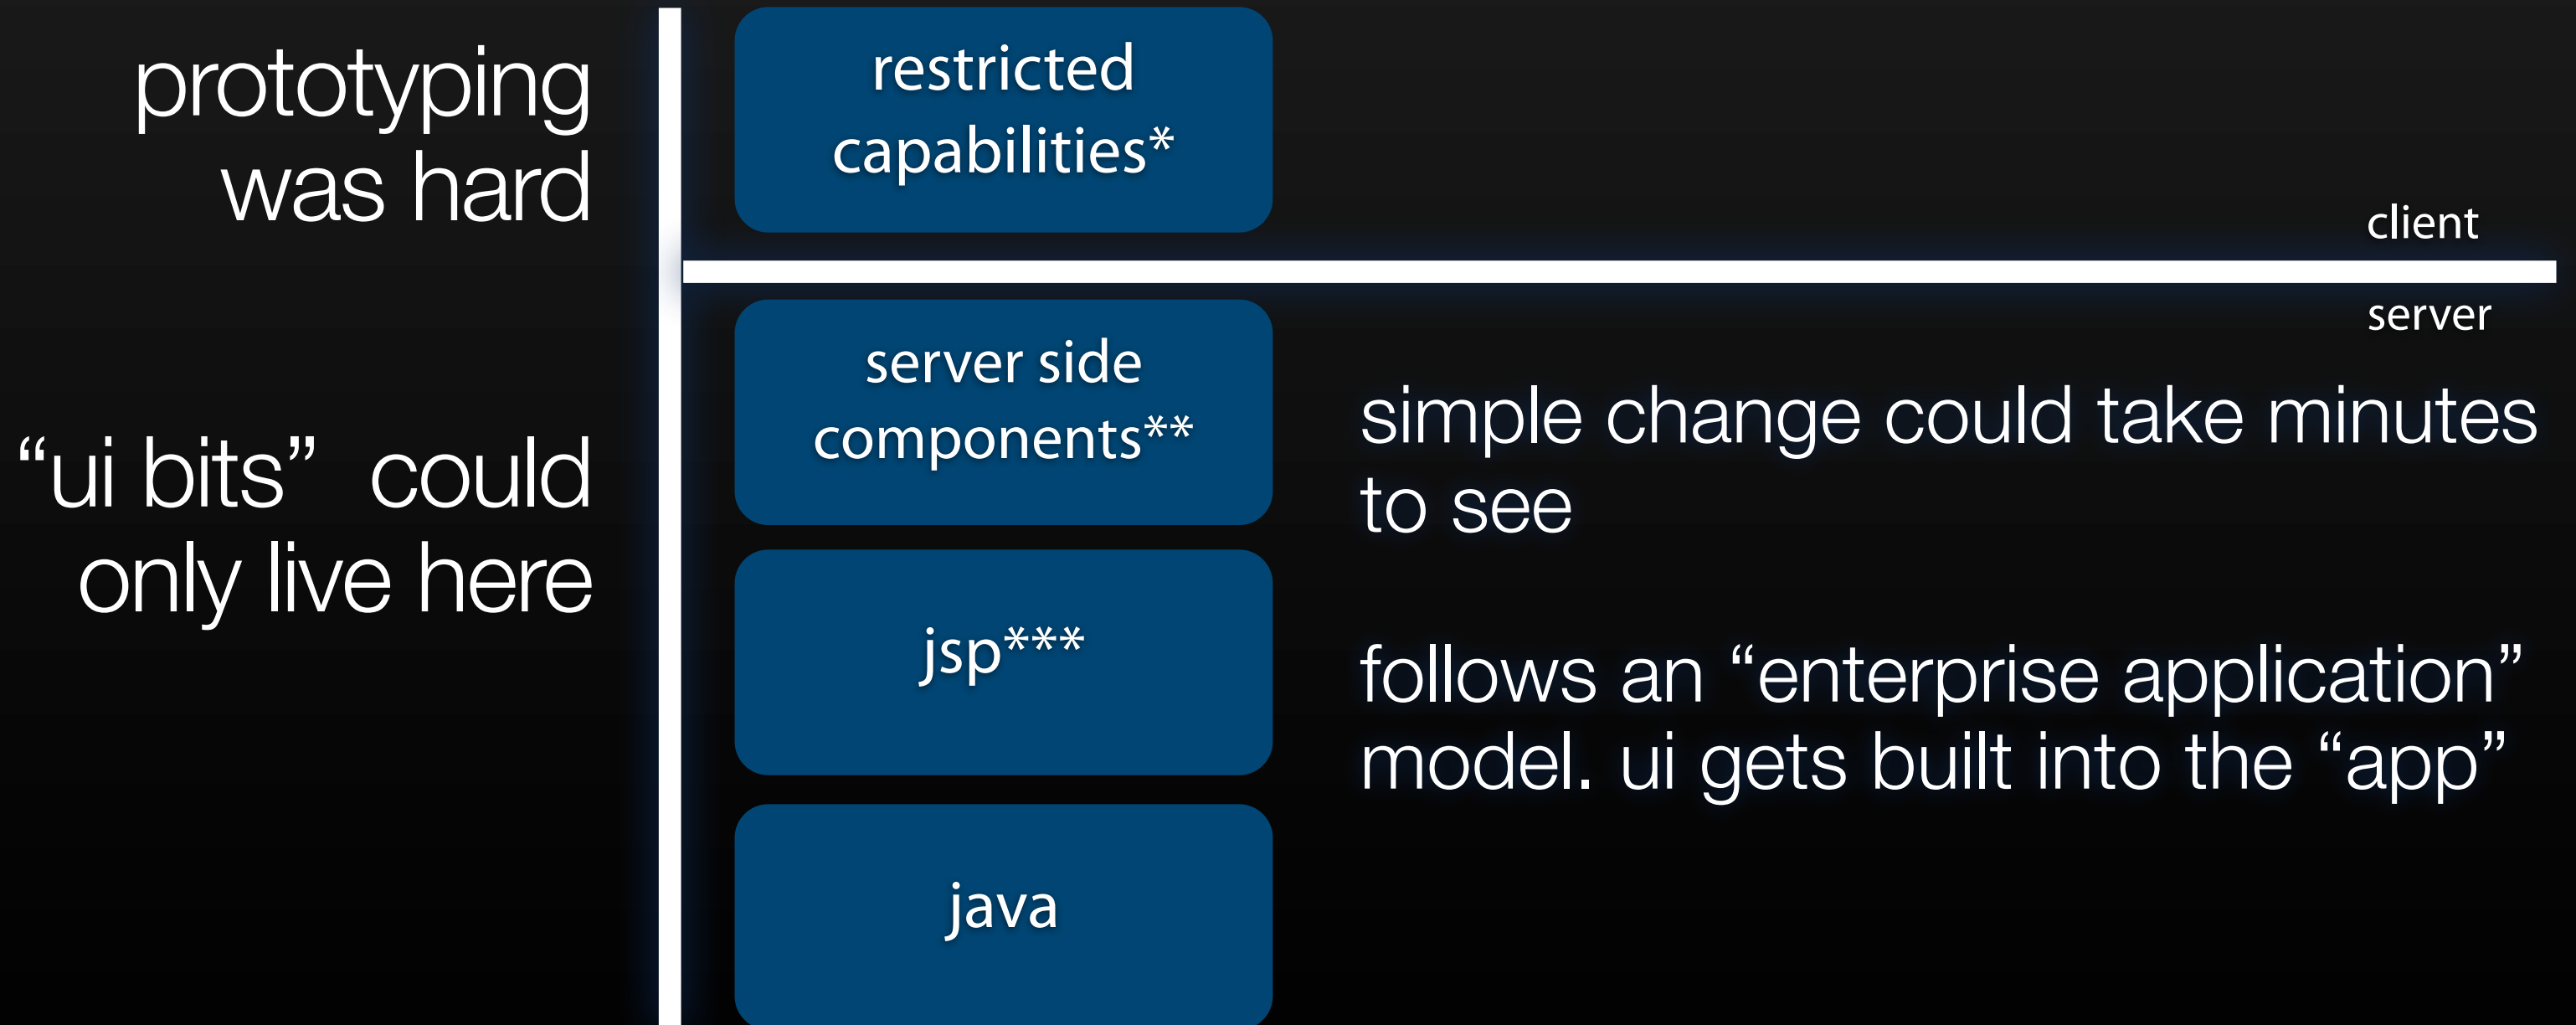 prototyping
was hard
“ui bits” could
only live here
restricted
capabilities*
client
server
server side
components**
jsp***
java
simple change could take minutes
to see
follows an “enterprise application”
model. ui gets built into the “app”